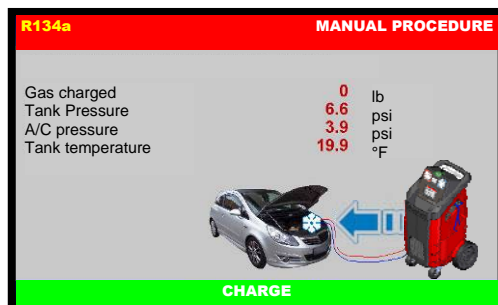 R134a MANUAL PROCEDURE
Gas charged 0 lb
Tank Pressure 6.6 psi
A/C pressure 3.9 psi
Tank temperature 19.9 °F
CHARGE